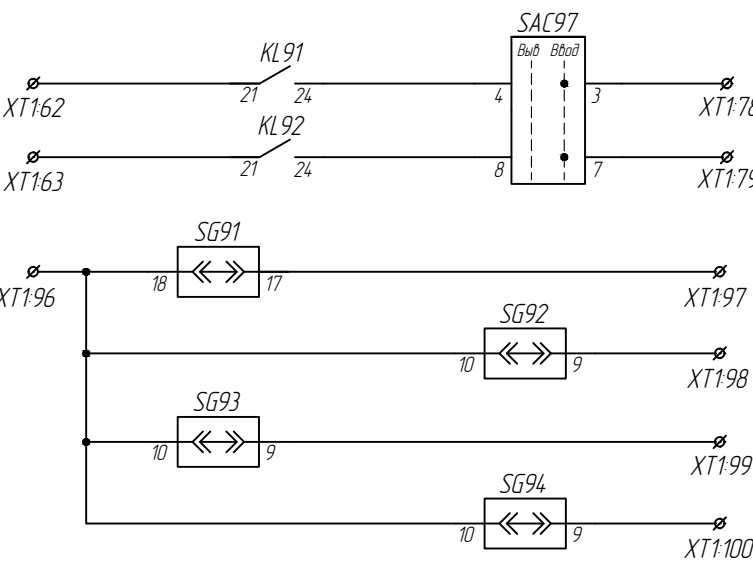 SAC97
Выв Ввод
KL91
21 24 4 3
XT1:62
XT1:78
KL92
21 24 8 7
XT1:63
XT1:79
SG91
18 17
XT1:96
XT1:97
SG92
10 9
XT1:98
SG93
10 9
XT1:99
SG94
10 9
XT1:100